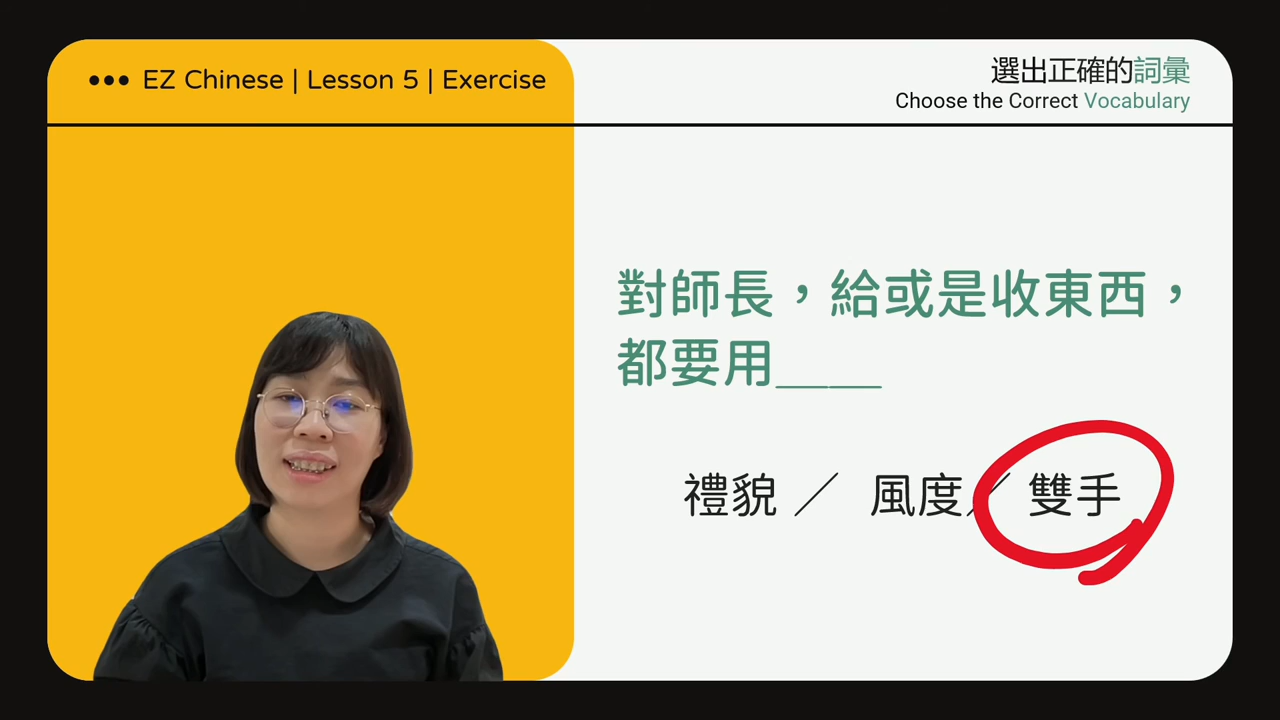 ••• EZ Chinese | Lesson 5 | Exercise
選出正確的詞彙
Choose the Correct Vocabulary
對師長，給或是收東西，
都要用____
禮貌 ／ 風度／ 雙手